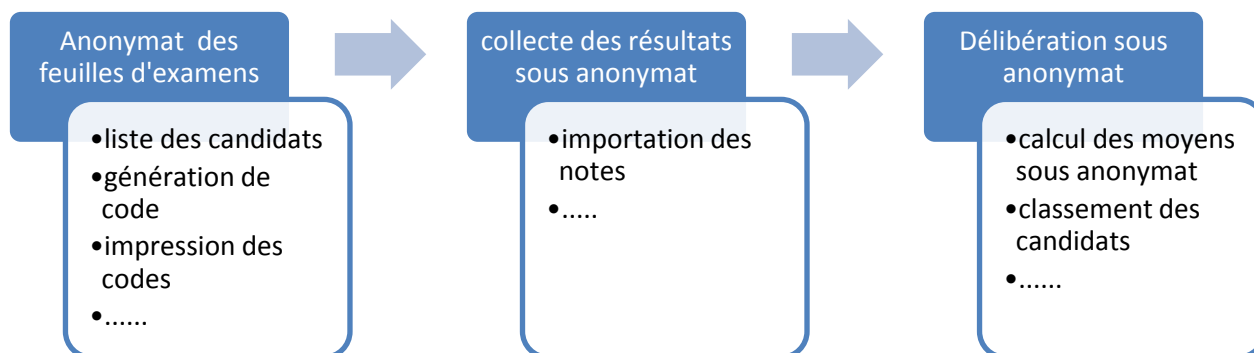 Anonymat  des
feuilles d'examens
•liste des candidats
•génération de
code
•impression des
codes
•......
collecte des résultats
sous anonymat
•importation des
notes
•.....
Délibération sous
anonymat
•calcul des moyens
sous anonymat
•classement des
candidats
•......